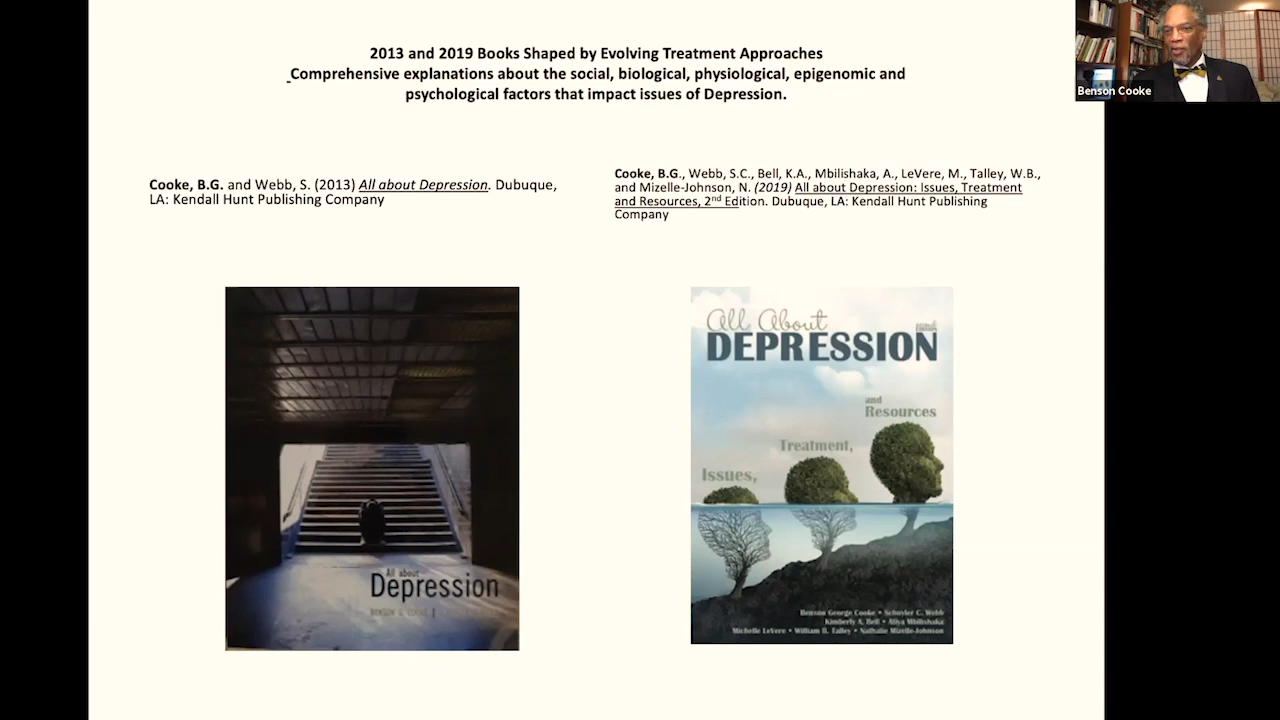 2013 and 2019 Books Shaped by Evolving Treatment Approaches
Comprehensive explanations about the social, biological, physiological, epigenomic and
psychological factors that impact issues of Depression.
Benson Cooke
Cooke, B.G. and Webb, S. (2013) All about Depression. Dubuque,
LA: Kendall Hunt Publishing Company
Cooke, B.G., Webb, S.C., Bell, K.A., Mbilishaka, A., LeVere, M., Talley, W.B.,
and Mizelle-Johnson, N. (2019) All about Depression: Issues, Treatment
and Resources, 2nd Edition. Dubuque, LA: Kendall Hunt Publishing
Company
All about
Depression
BENSON G. COOKE |
All About
DEPRESSION
and
Resources
Treatment,
Issues,
Benson George Cooke • Schuyler C. Webb
Kimberly A. Bell • Afiya Mbilishaka
Michelle LeVere • William B. Talley • Nathalie Mizelle-Johnson